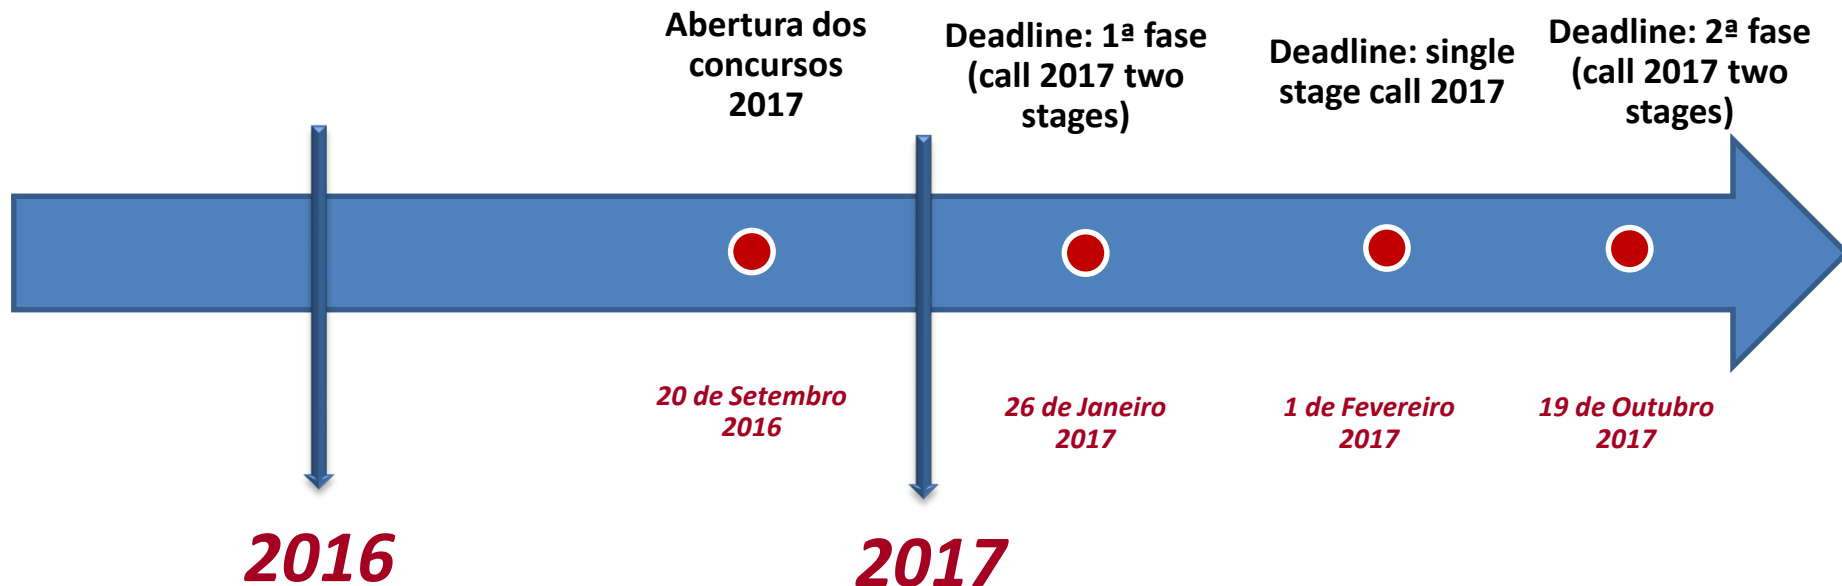 Abertura dos
concursos
2017
Deadline: 1ª fase
(call 2017 two
stages)
Deadline: single
stage call 2017
Deadline: 2ª fase
(call 2017 two
stages)
20 de Setembro
2016
26 de Janeiro
2017
1 de Fevereiro
2017
19 de Outubro
2017
2016
2017